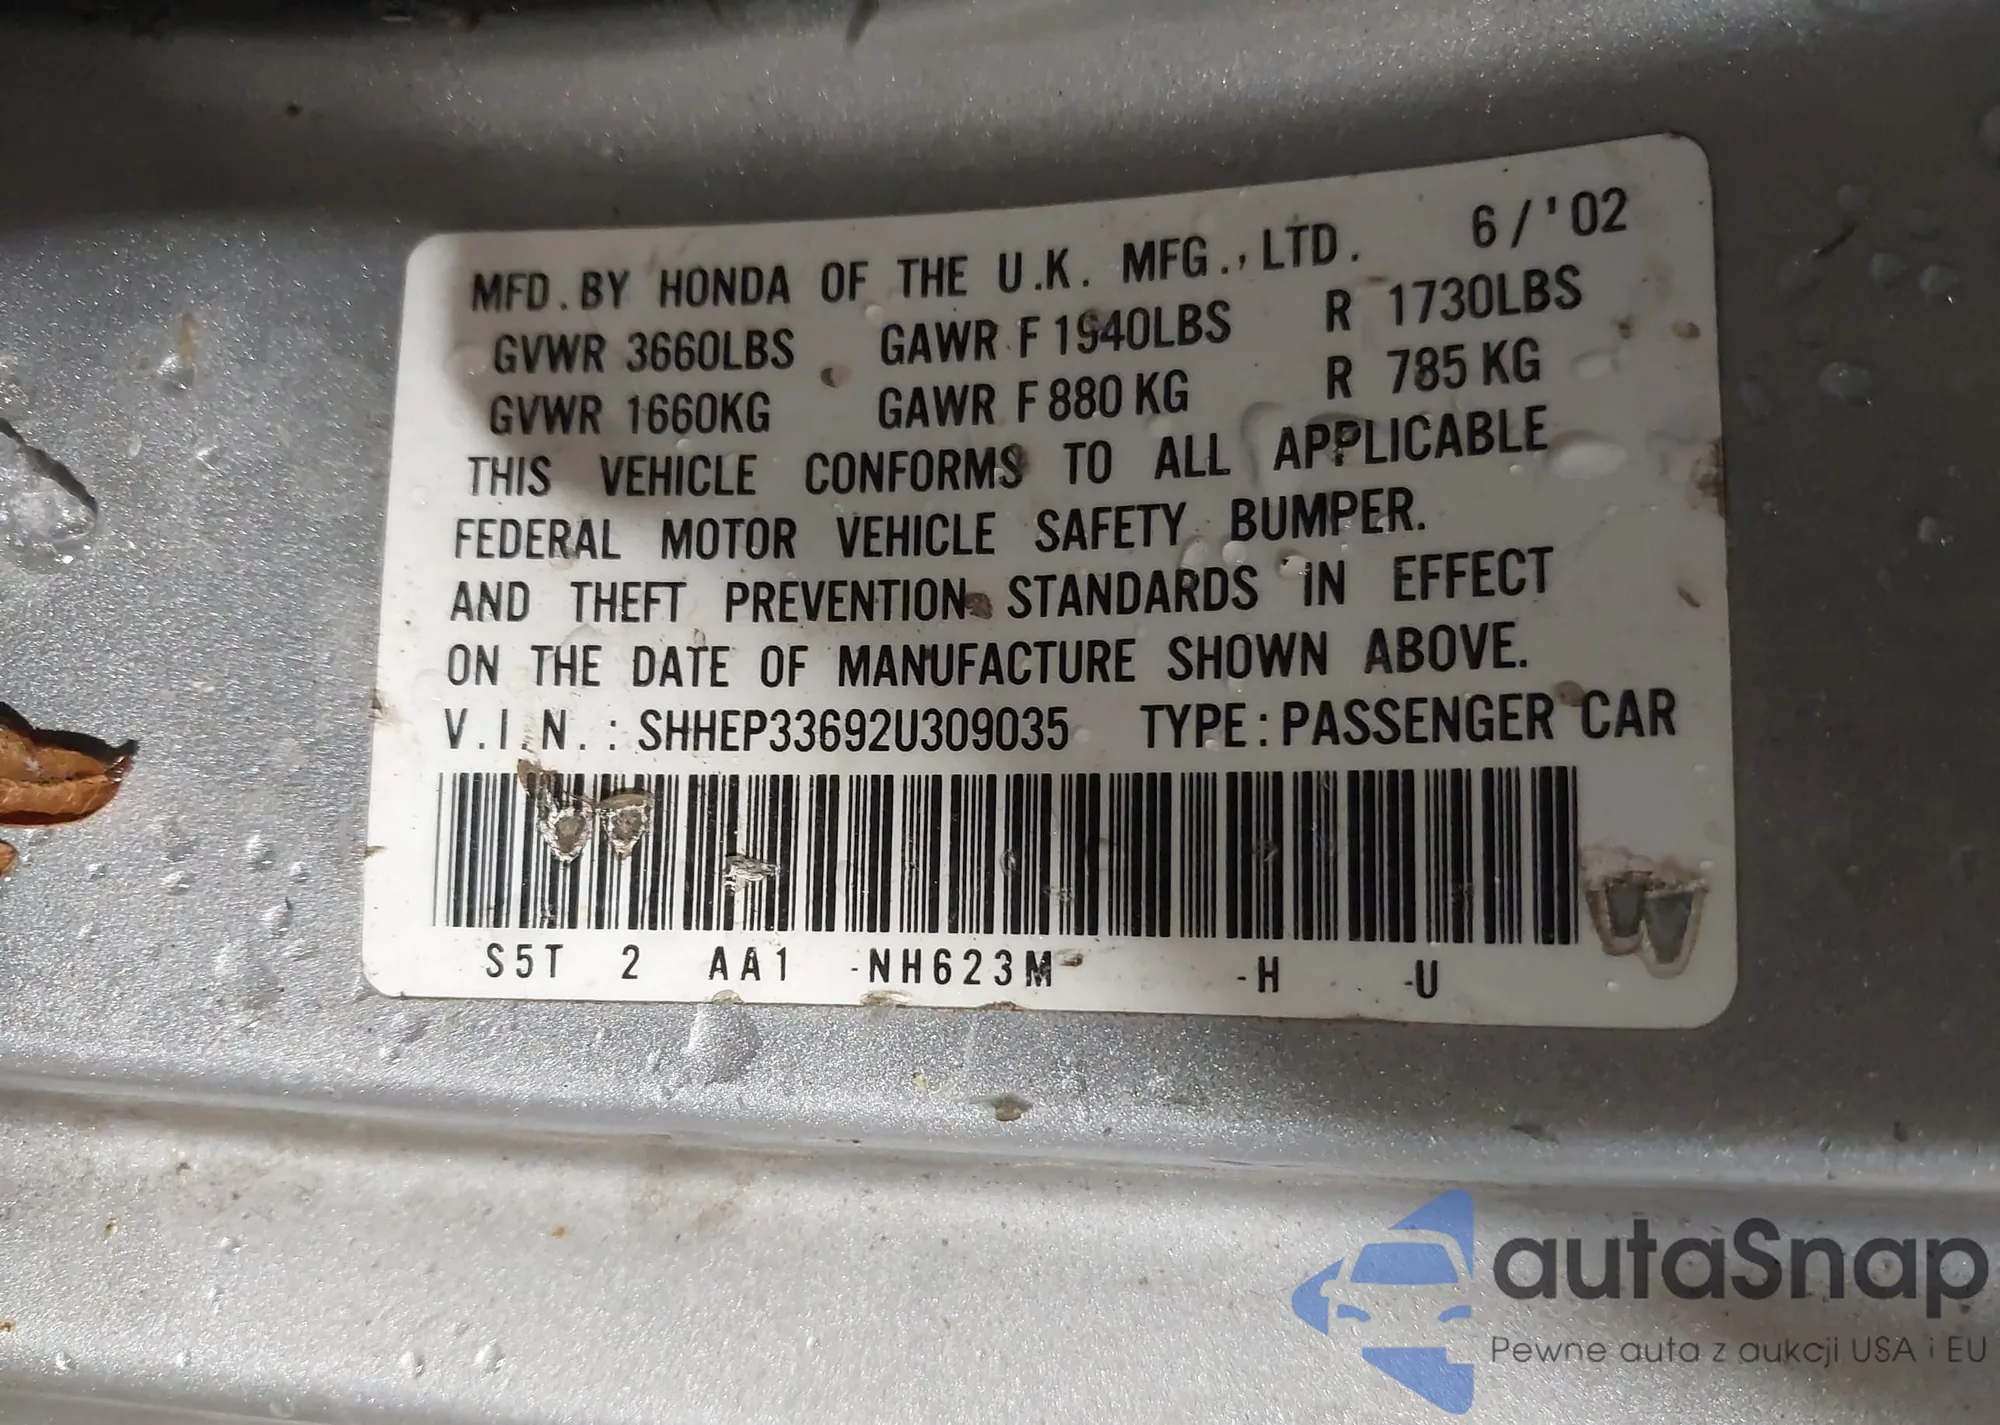 MFD.BY HONDA OF THE U.K. MFG.,LTD. 6/'02
GVWR 3660LBS GAWR F 1940LBS R 1730LBS
GVWR 1660KG GAWR F 880 KG R 785 KG
THIS VEHICLE CONFORMS TO ALL APPLICABLE
FEDERAL MOTOR VEHICLE SAFETY BUMPER.
AND THEFT PREVENTION STANDARDS IN EFFECT
ON THE DATE OF MANUFACTURE SHOWN ABOVE.
V.I.N.: SHHEP33692U309035 TYPE:PASSENGER CAR
S5T 2 AA1 -NH623M -H -U
autaSnap
Pewne auta z aukcji USA i EU